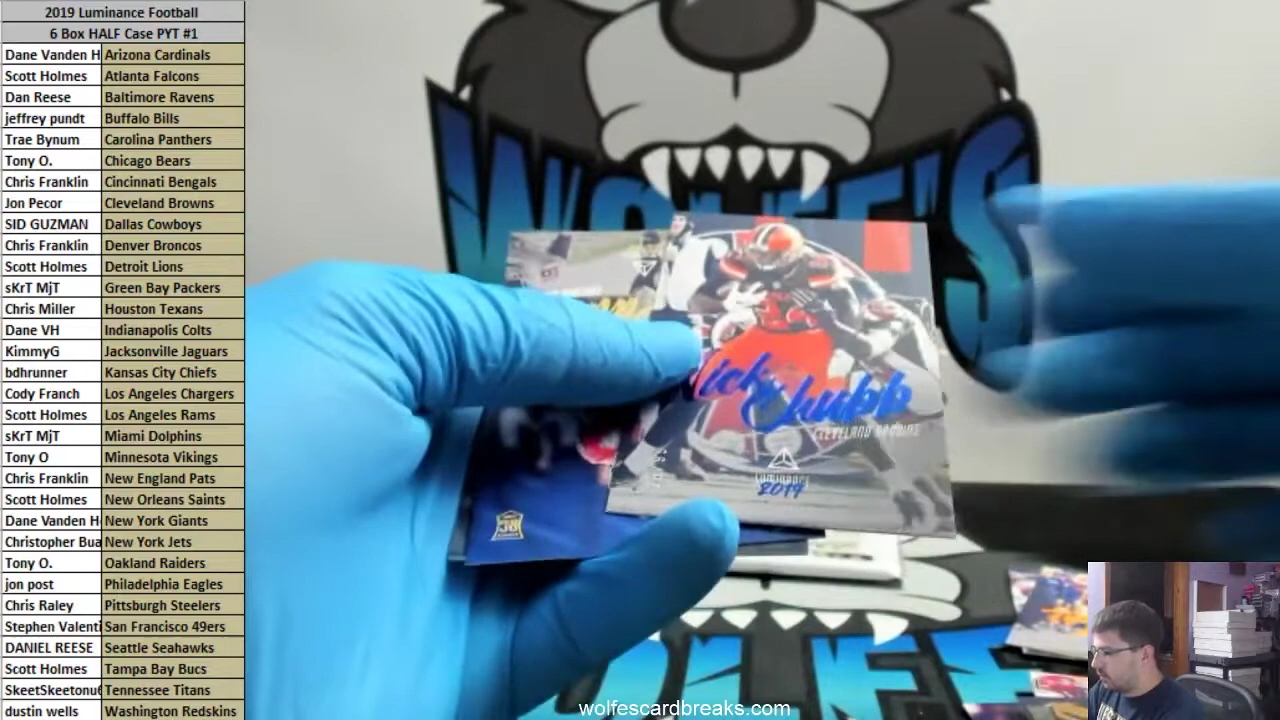 2019 Luminance Football
6 Box HALF Case PYT #1
Dane Vanden H Arizona Cardinals
Scott Holmes Atlanta Falcons
Dan Reese Baltimore Ravens
jeffrey pundt Buffalo Bills
Trae Bynum Carolina Panthers
Tony O. Chicago Bears
Chris Franklin Cincinnati Bengals
Jon Pecor Cleveland Browns
SID GUZMAN Dallas Cowboys
Chris Franklin Denver Broncos
Scott Holmes Detroit Lions
sKrT MjT Green Bay Packers
Chris Miller Houston Texans
Dane VH Indianapolis Colts
KimmyG Jacksonville Jaguars
bdhrunner Kansas City Chiefs
Cody Franch Los Angeles Chargers
Scott Holmes Los Angeles Rams
sKrT MjT Miami Dolphins
Tony O Minnesota Vikings
Chris Franklin New England Pats
Scott Holmes New Orleans Saints
Dane Vanden H New York Giants
Christopher Bua New York Jets
Tony O. Oakland Raiders
jon post Philadelphia Eagles
Chris Raley Pittsburgh Steelers
Stephen Valenti San Francisco 49ers
DANIEL REESE Seattle Seahawks
Scott Holmes Tampa Bay Bucs
SkeetSkeetonu Tennessee Titans
dustin wells Washington Redskins
WOLFE'S
Nick Chubb
CLEVELAND BROWNS
Luminance
2019
WOLFE
wolfescardbreaks.com